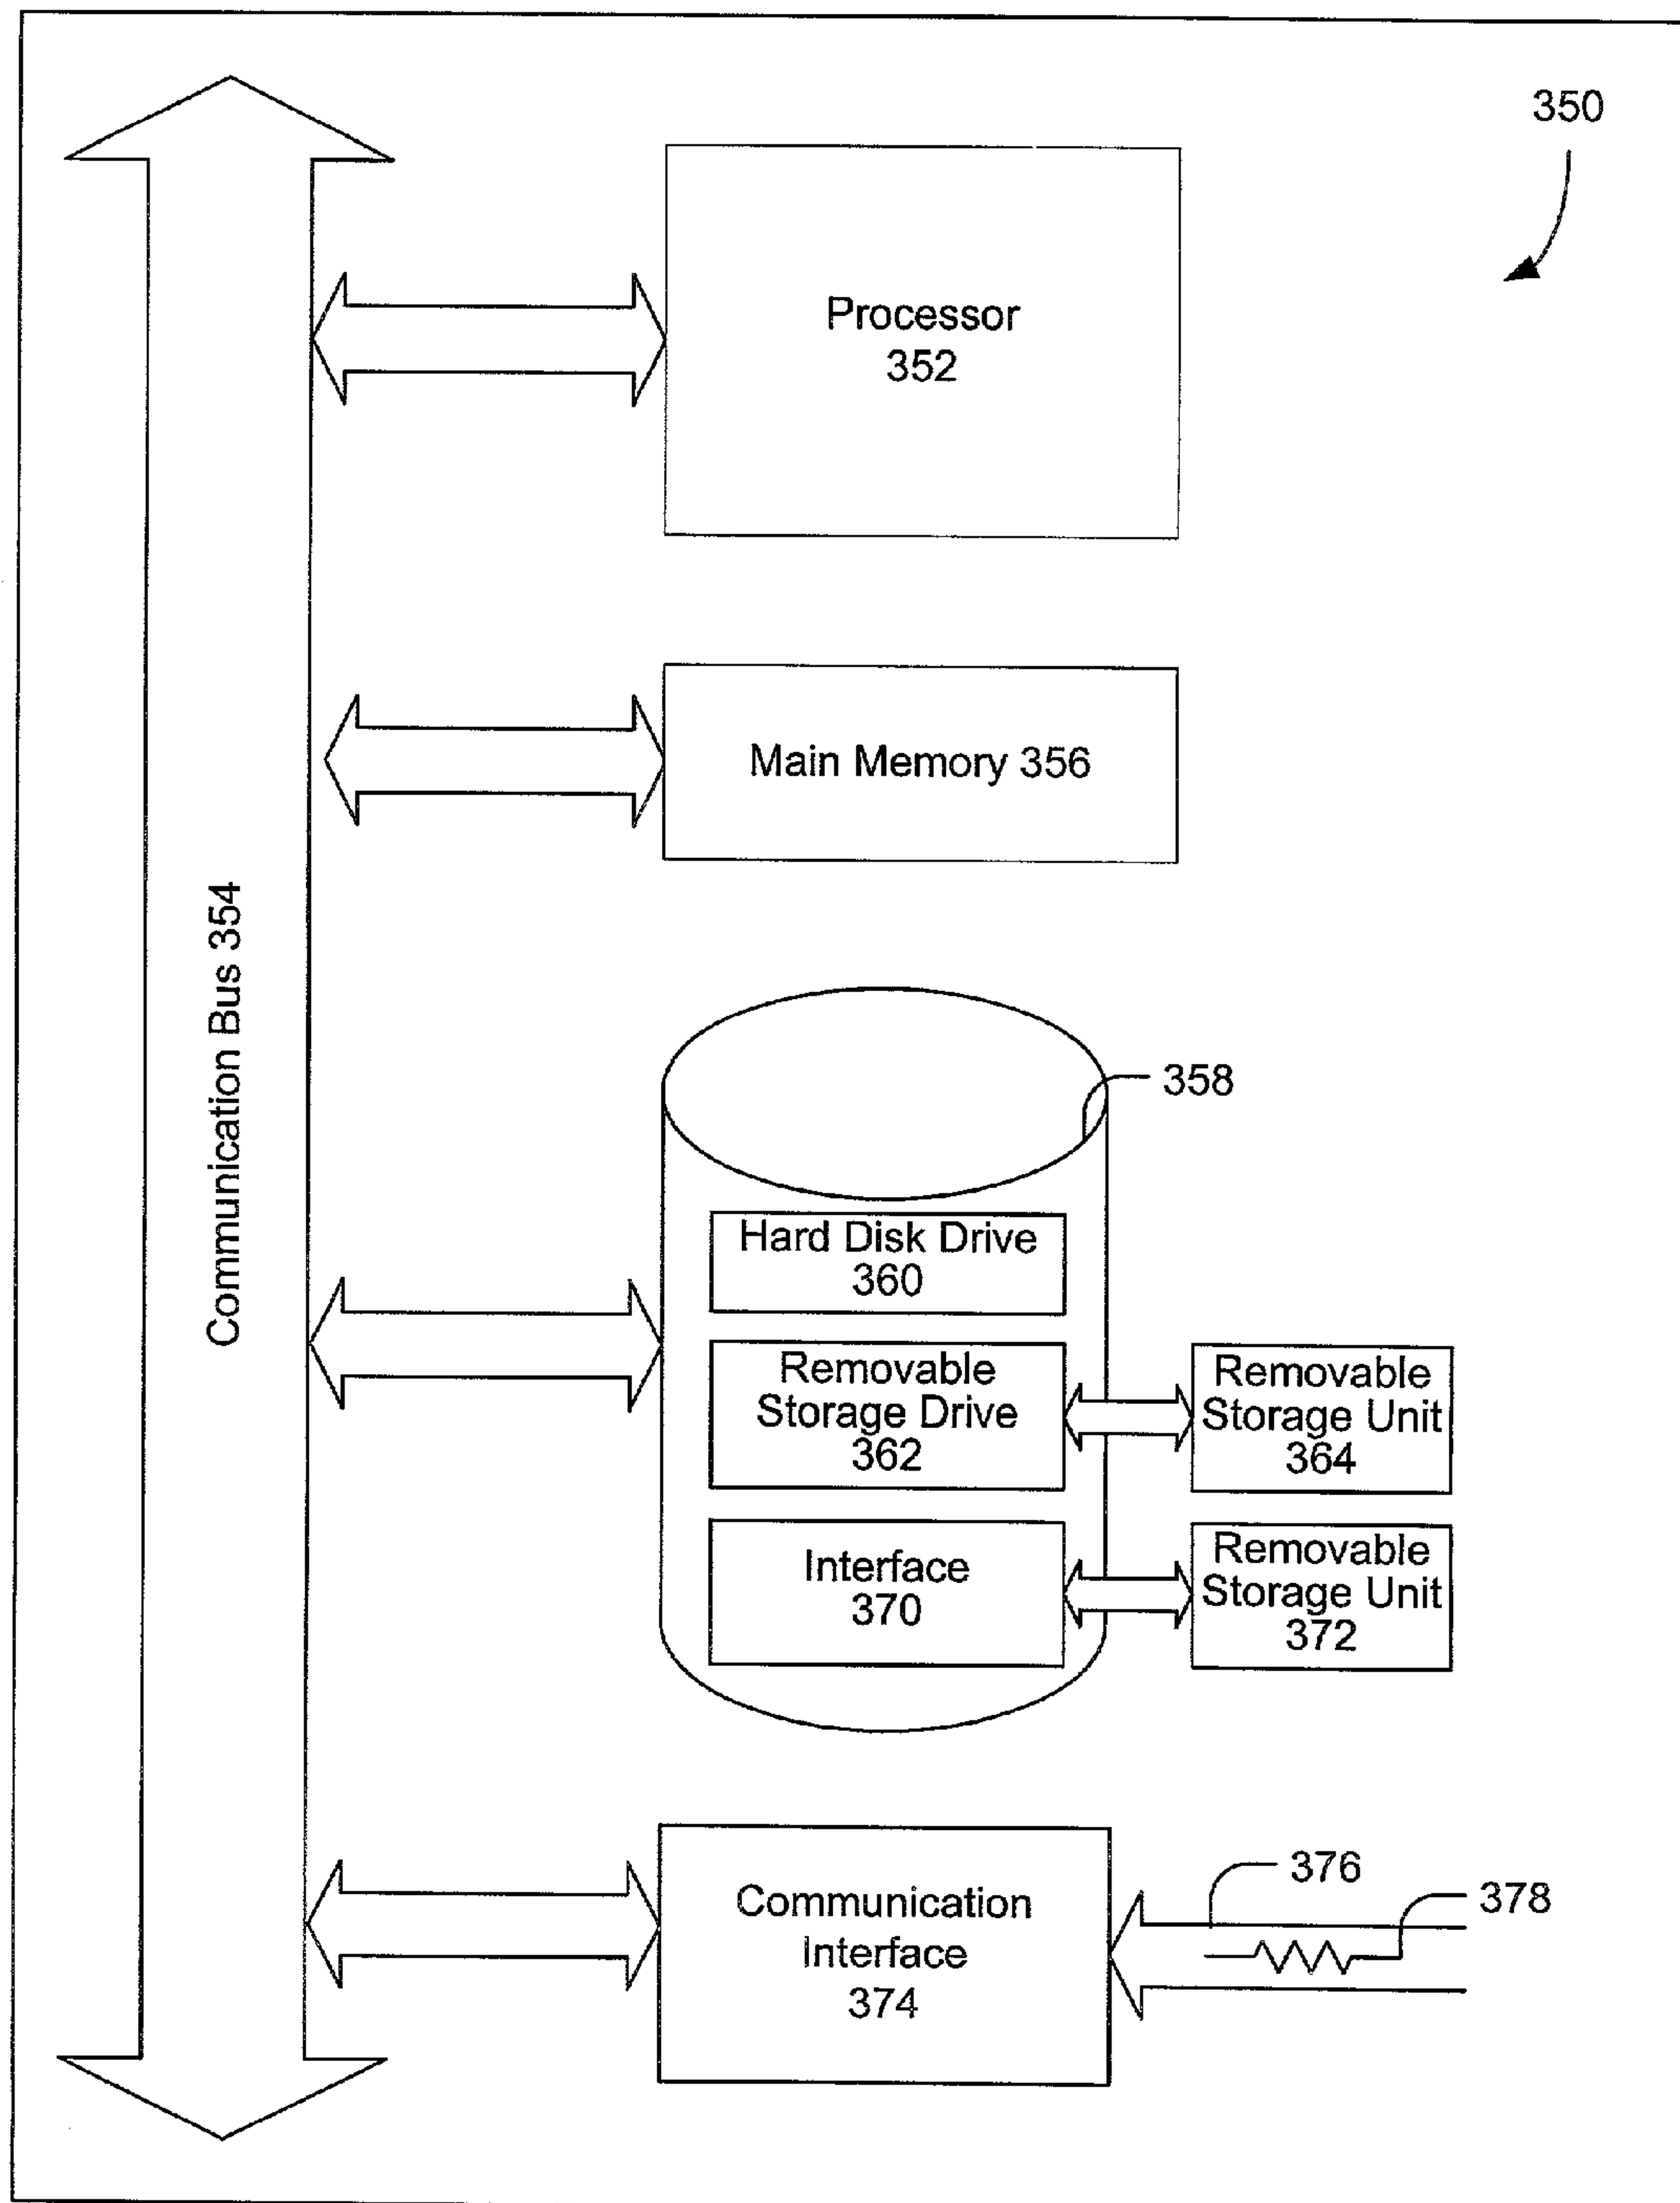 350
Processor
352
Main Memory 356
Communication Bus 354
358
Hard Disk Drive
360
Removable
Storage Drive
362
Removable
Storage Unit
364
Interface
370
Removable
Storage Unit
372
Communication
Interface
374
376
378